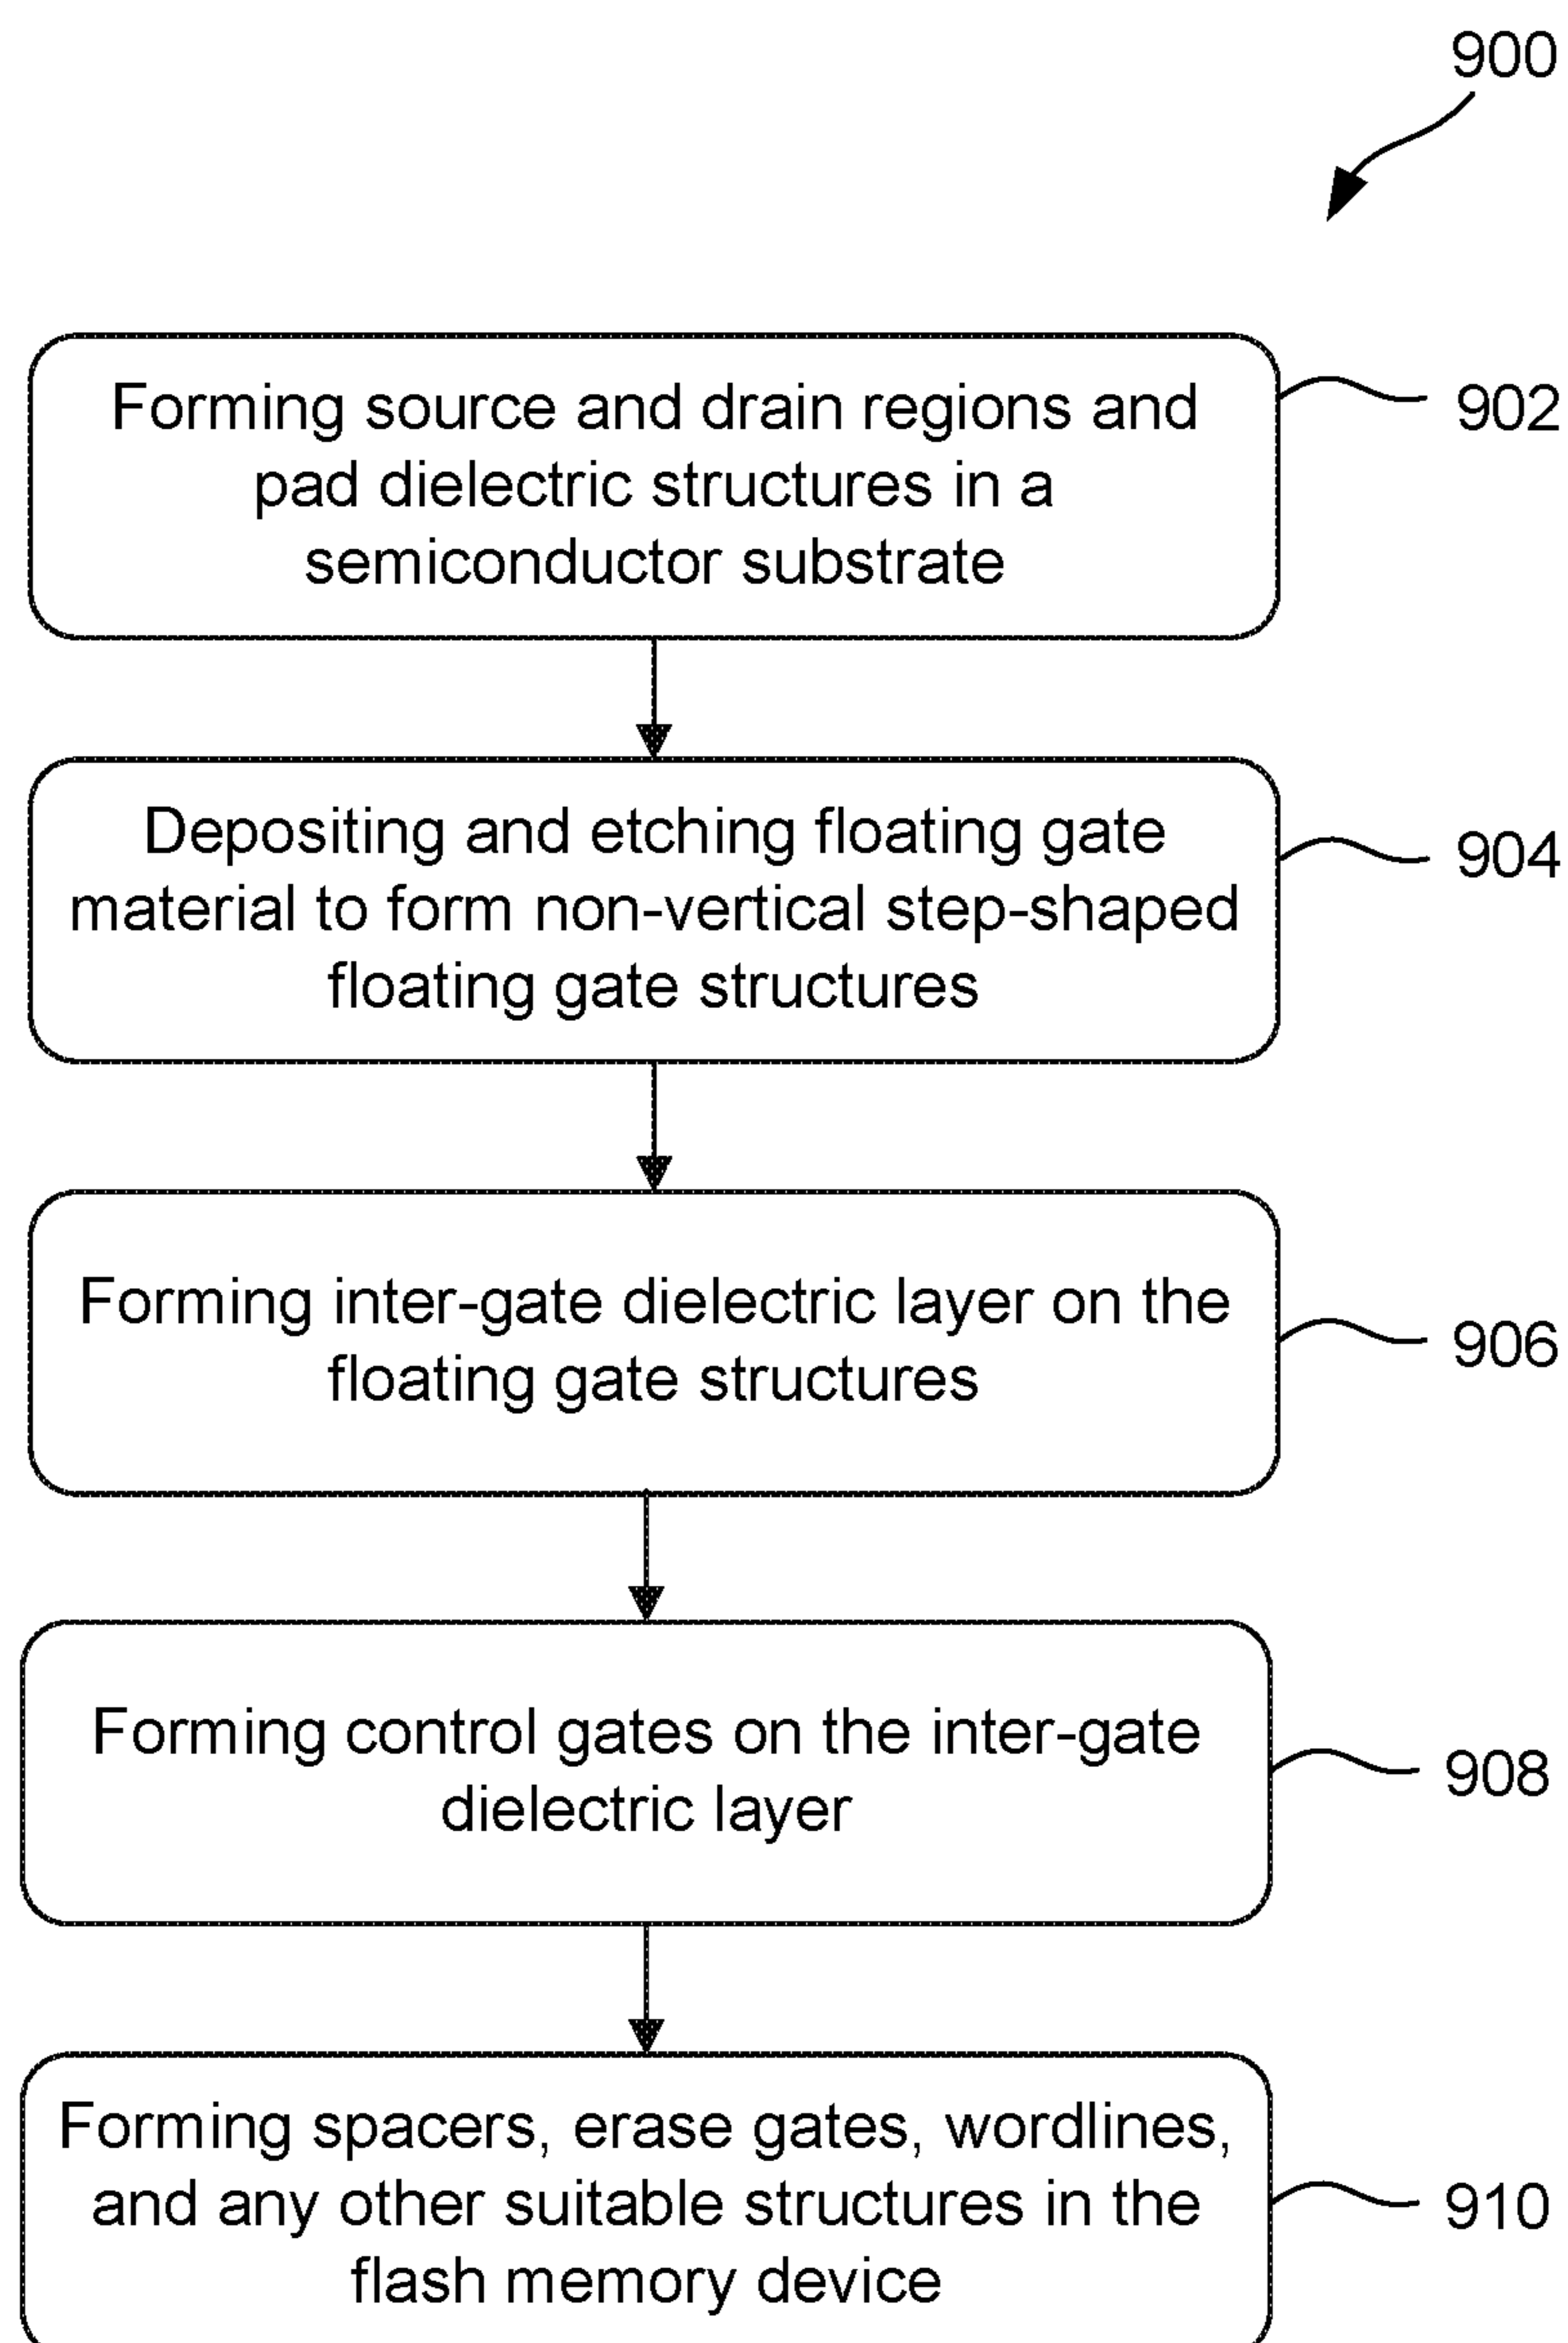 900
Forming source and drain regions and
pad dielectric structures in a
semiconductor substrate
902
Depositing and etching floating gate
material to form non-vertical step-shaped
floating gate structures
904
Forming inter-gate dielectric layer on the
floating gate structures
906
Forming control gates on the inter-gate
dielectric layer
908
Forming spacers, erase gates, wordlines,
and any other suitable structures in the
flash memory device
910